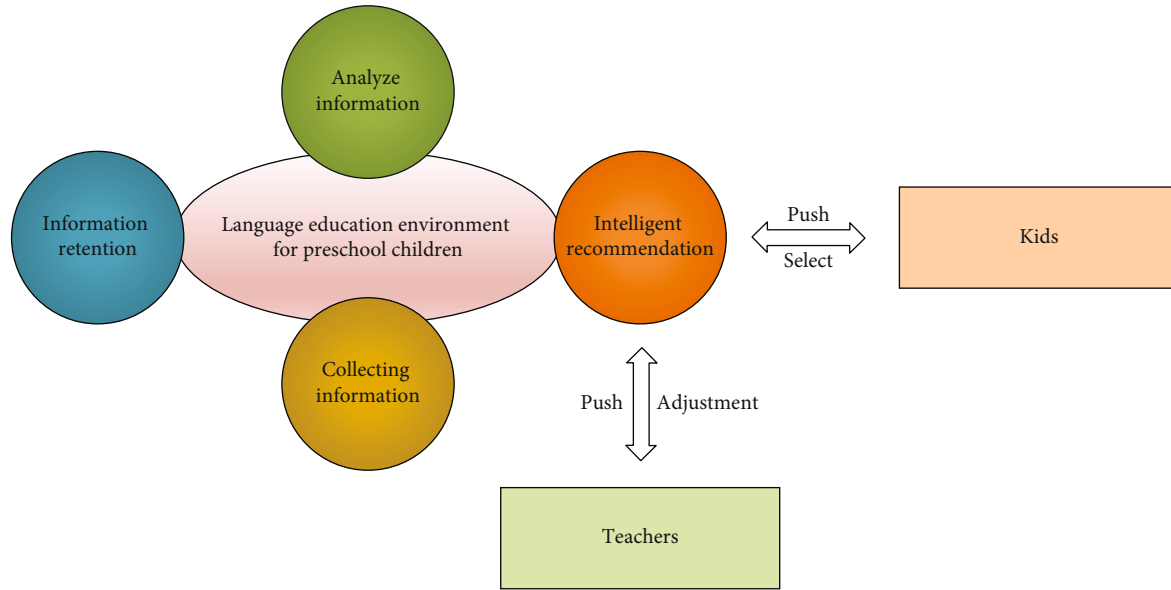 Analyze
information
Information
retention
Language education environment
for preschool children
Intelligent
recommendation
Push
Select
Kids
Collecting
information
Push
Adjustment
Teachers